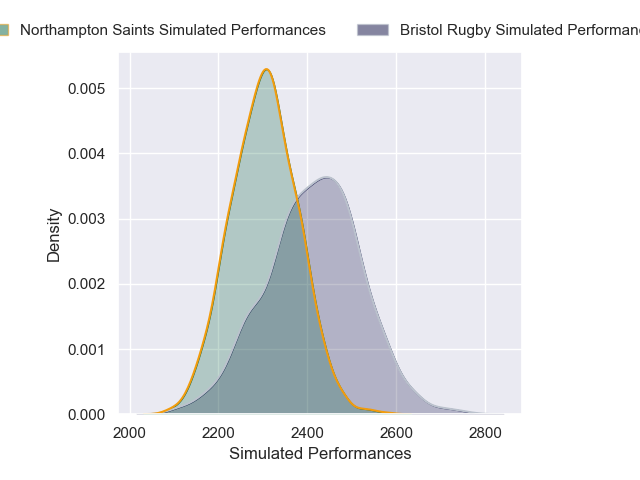 Northampton Saints Simulated Performances
Bristol Rugby Simulated
0.005
0.004
0.003
0.002
0.001
0.000
Density
2000 2200 2400 2600 2800
Simulated Performances